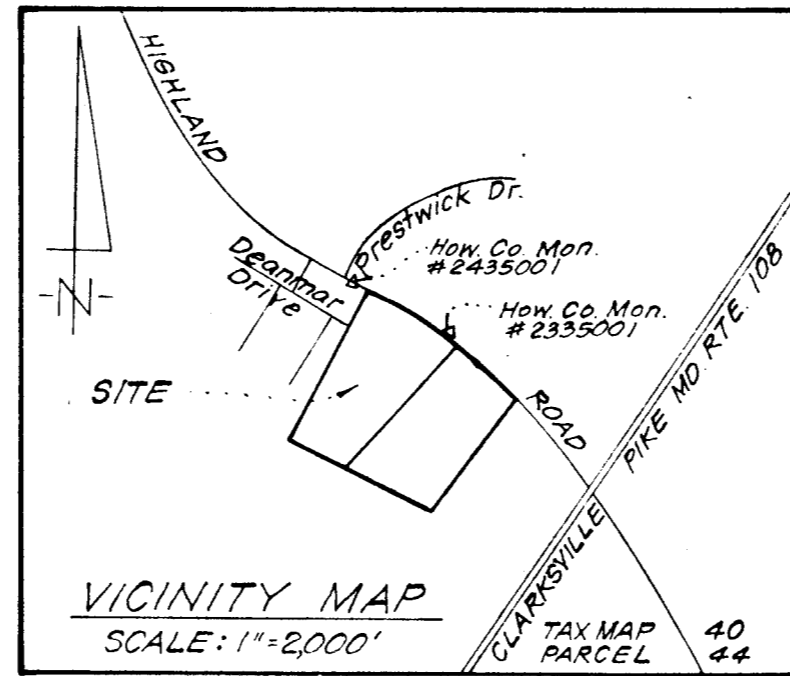 HIGHLAND
Prestwick Dr.
How. Co. Mon.
#2435001
Deanmar
Drive
-N-
How. Co. Mon.
#2335001
SITE
ROAD
CLARKSVILLE PIKE MD. RTE. 108
VICINITY MAP
SCALE: 1"=2,000'
TAX MAP 40
PARCEL 44